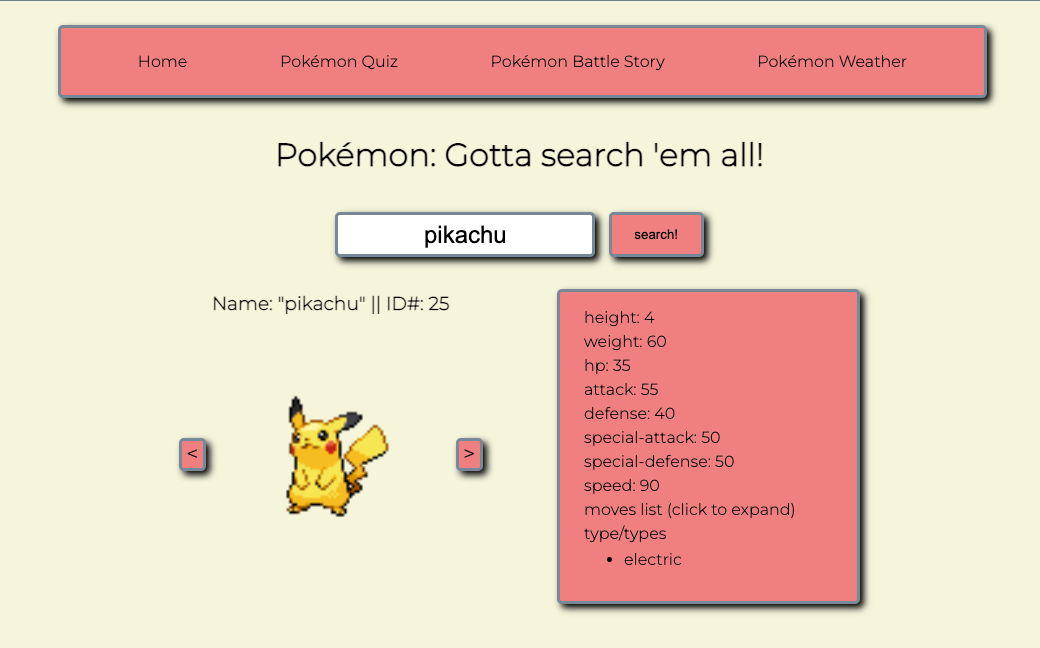 Home Pokémon Quiz Pokémon Battle Story Pokémon Weather
Pokémon: Gotta search 'em all!
pikachu search!
Name: "pikachu" || ID#: 25
< >
height: 4
weight: 60
hp: 35
attack: 55
defense: 40
special-attack: 50
special-defense: 50
speed: 90
moves list (click to expand)
type/types
• electric